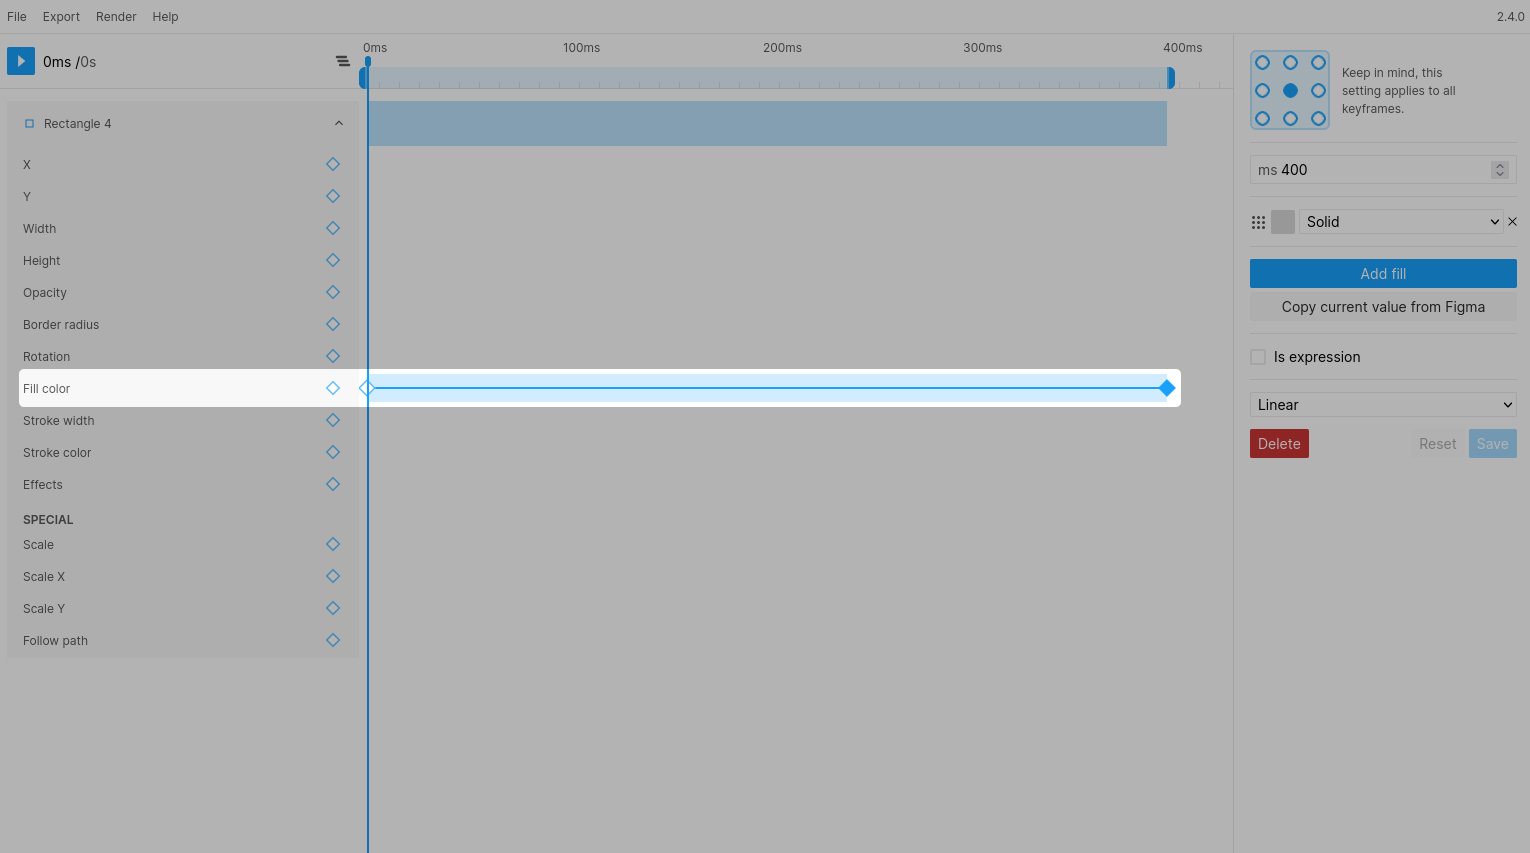 File Export Render Help 2.4.0
0ms /0s
0ms 100ms 200ms 300ms 400ms
Rectangle 4
X
Y
Width
Height
Opacity
Border radius
Rotation
Fill color
Stroke width
Stroke color
Effects
SPECIAL
Scale
Scale X
Scale Y
Follow path
Keep in mind, this
setting applies to all
keyframes.
ms 400
Solid
Add fill
Copy current value from Figma
Is expression
Linear
Delete Reset Save